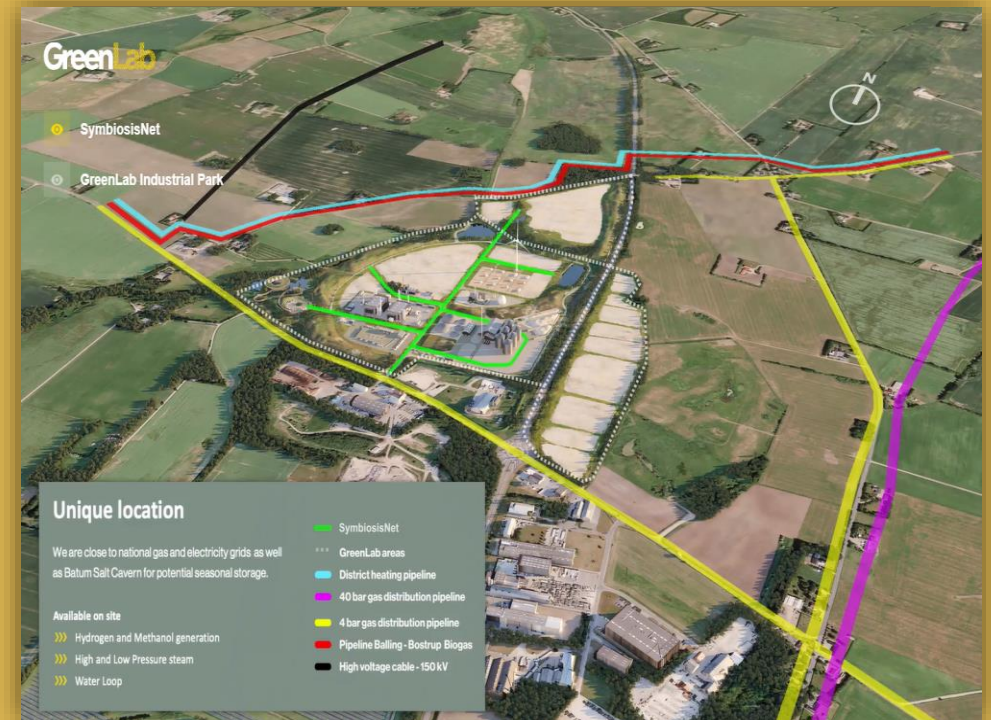 GreenLab
SymbiosisNet
GreenLab Industrial Park
N
Unique location
We are close to national gas and electricity grids as well
as Batum Salt Cavern for potential seasonal storage.
Available on site
Hydrogen and Methanol generation
High and Low Pressure steam
Water Loop
SymbiosisNet
GreenLab areas
District heating pipeline
40 bar gas distribution pipeline
4 bar gas distribution pipeline
Pipeline Balling - Bostrup Biogas
High voltage cable - 150 kV